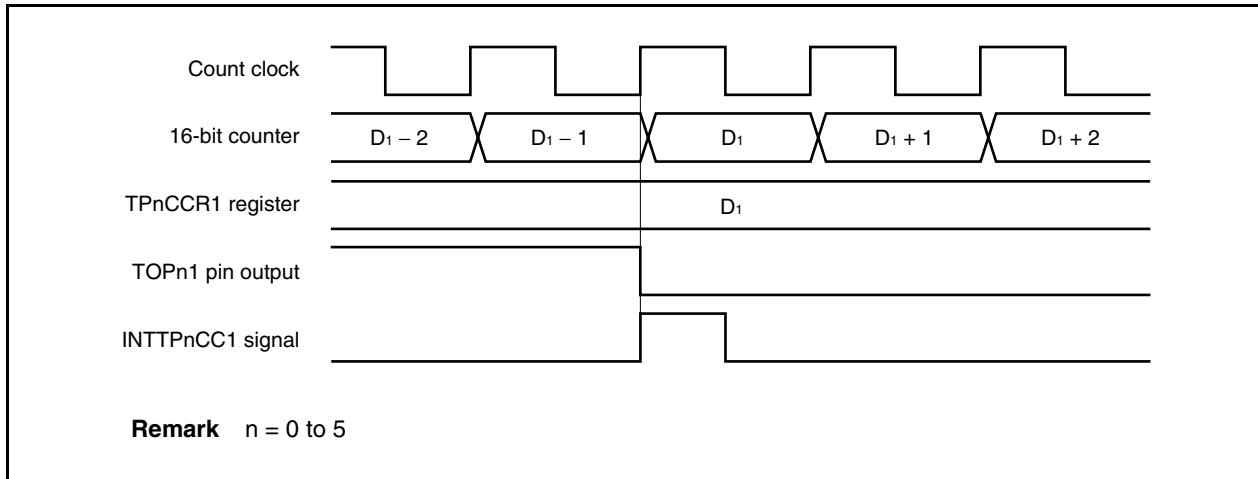 Count clock
16-bit counter D₁ − 2 D₁ − 1 D₁ D₁ + 1 D₁ + 2
TPnCCR1 register D₁
TOPn1 pin output
INTTPnCC1 signal
Remark n = 0 to 5